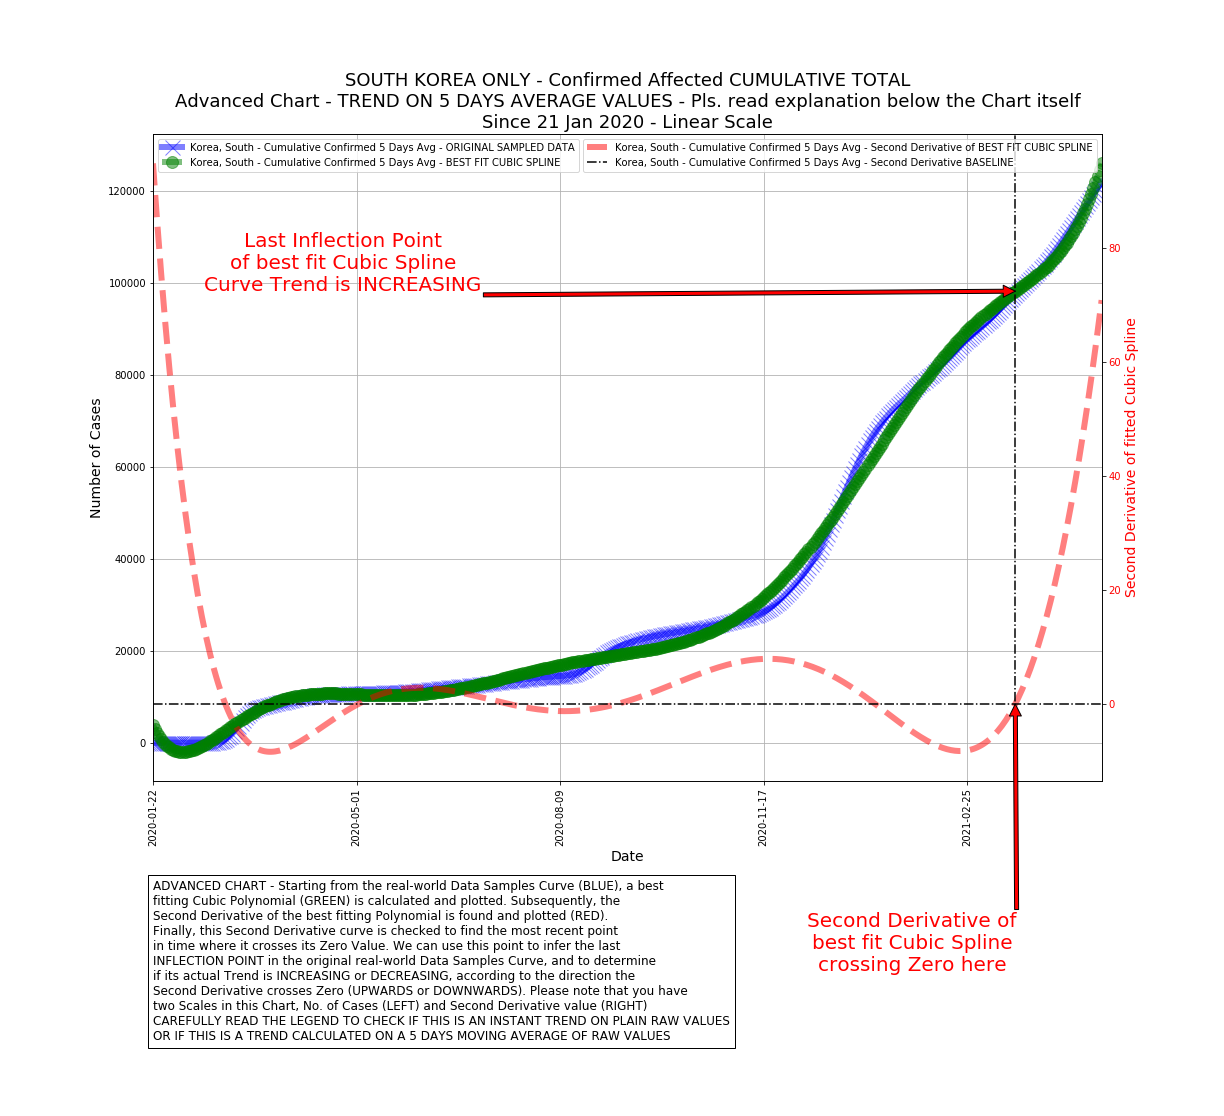 SOUTH KOREA ONLY - Confirmed Affected CUMULATIVE TOTAL
Advanced Chart - TREND ON 5 DAYS AVERAGE VALUES - Pls. read explanation below the Chart itself
Since 21 Jan 2020 - Linear Scale
Korea, South - Cumulative Confirmed 5 Days Avg - ORIGINAL SAMPLED DATA
Korea, South - Cumulative Confirmed 5 Days Avg - BEST FIT CUBIC SPLINE
Korea, South - Cumulative Confirmed 5 Days Avg - Second Derivative of BEST FIT CUBIC SPLINE
Korea, South - Cumulative Confirmed 5 Days Avg - Second Derivative BASELINE
Last Inflection Point
of best fit Cubic Spline
Curve Trend is INCREASING
Number of Cases
120000
100000
80000
60000
40000
20000
0
Second Derivative of fitted Cubic Spline
80
60
40
20
0
2020-01-22
2020-05-01
2020-08-09
2020-11-17
2021-02-25
Date
Second Derivative of
best fit Cubic Spline
crossing Zero here
ADVANCED CHART - Starting from the real-world Data Samples Curve (BLUE), a best
fitting Cubic Polynomial (GREEN) is calculated and plotted. Subsequently, the
Second Derivative of the best fitting Polynomial is found and plotted (RED).
Finally, this Second Derivative curve is checked to find the most recent point
in time where it crosses its Zero Value. We can use this point to infer the last
INFLECTION POINT in the original real-world Data Samples Curve, and to determine
if its actual Trend is INCREASING or DECREASING, according to the direction the
Second Derivative crosses Zero (UPWARDS or DOWNWARDS). Please note that you have
two Scales in this Chart, No. of Cases (LEFT) and Second Derivative value (RIGHT)
CAREFULLY READ THE LEGEND TO CHECK IF THIS IS AN INSTANT TREND ON PLAIN RAW VALUES
OR IF THIS IS A TREND CALCULATED ON A 5 DAYS MOVING AVERAGE OF RAW VALUES